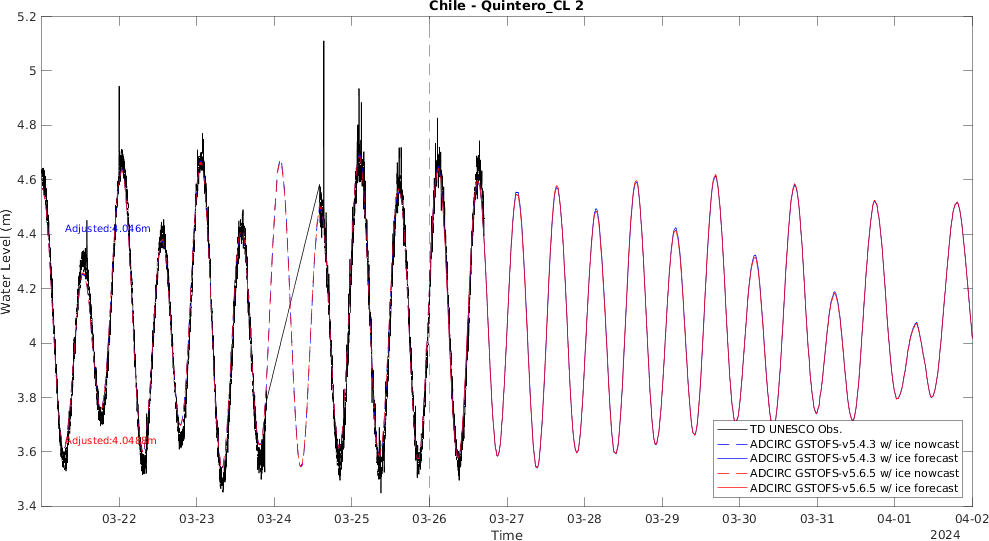 Chile - Quintero_CL 2
Water Level (m)
5.2
5
4.8
4.6
4.4
4.2
4
3.8
3.6
3.4
Adjusted:4.046m
Adjusted:4.0488m
TD UNESCO Obs.
ADCIRC GSTOFS-v5.4.3 w/ ice nowcast
ADCIRC GSTOFS-v5.4.3 w/ ice forecast
ADCIRC GSTOFS-v5.6.5 w/ ice nowcast
ADCIRC GSTOFS-v5.6.5 w/ ice forecast
03-22 03-23 03-24 03-25 03-26 03-27 03-28 03-29 03-30 03-31 04-01 04-02
Time
2024